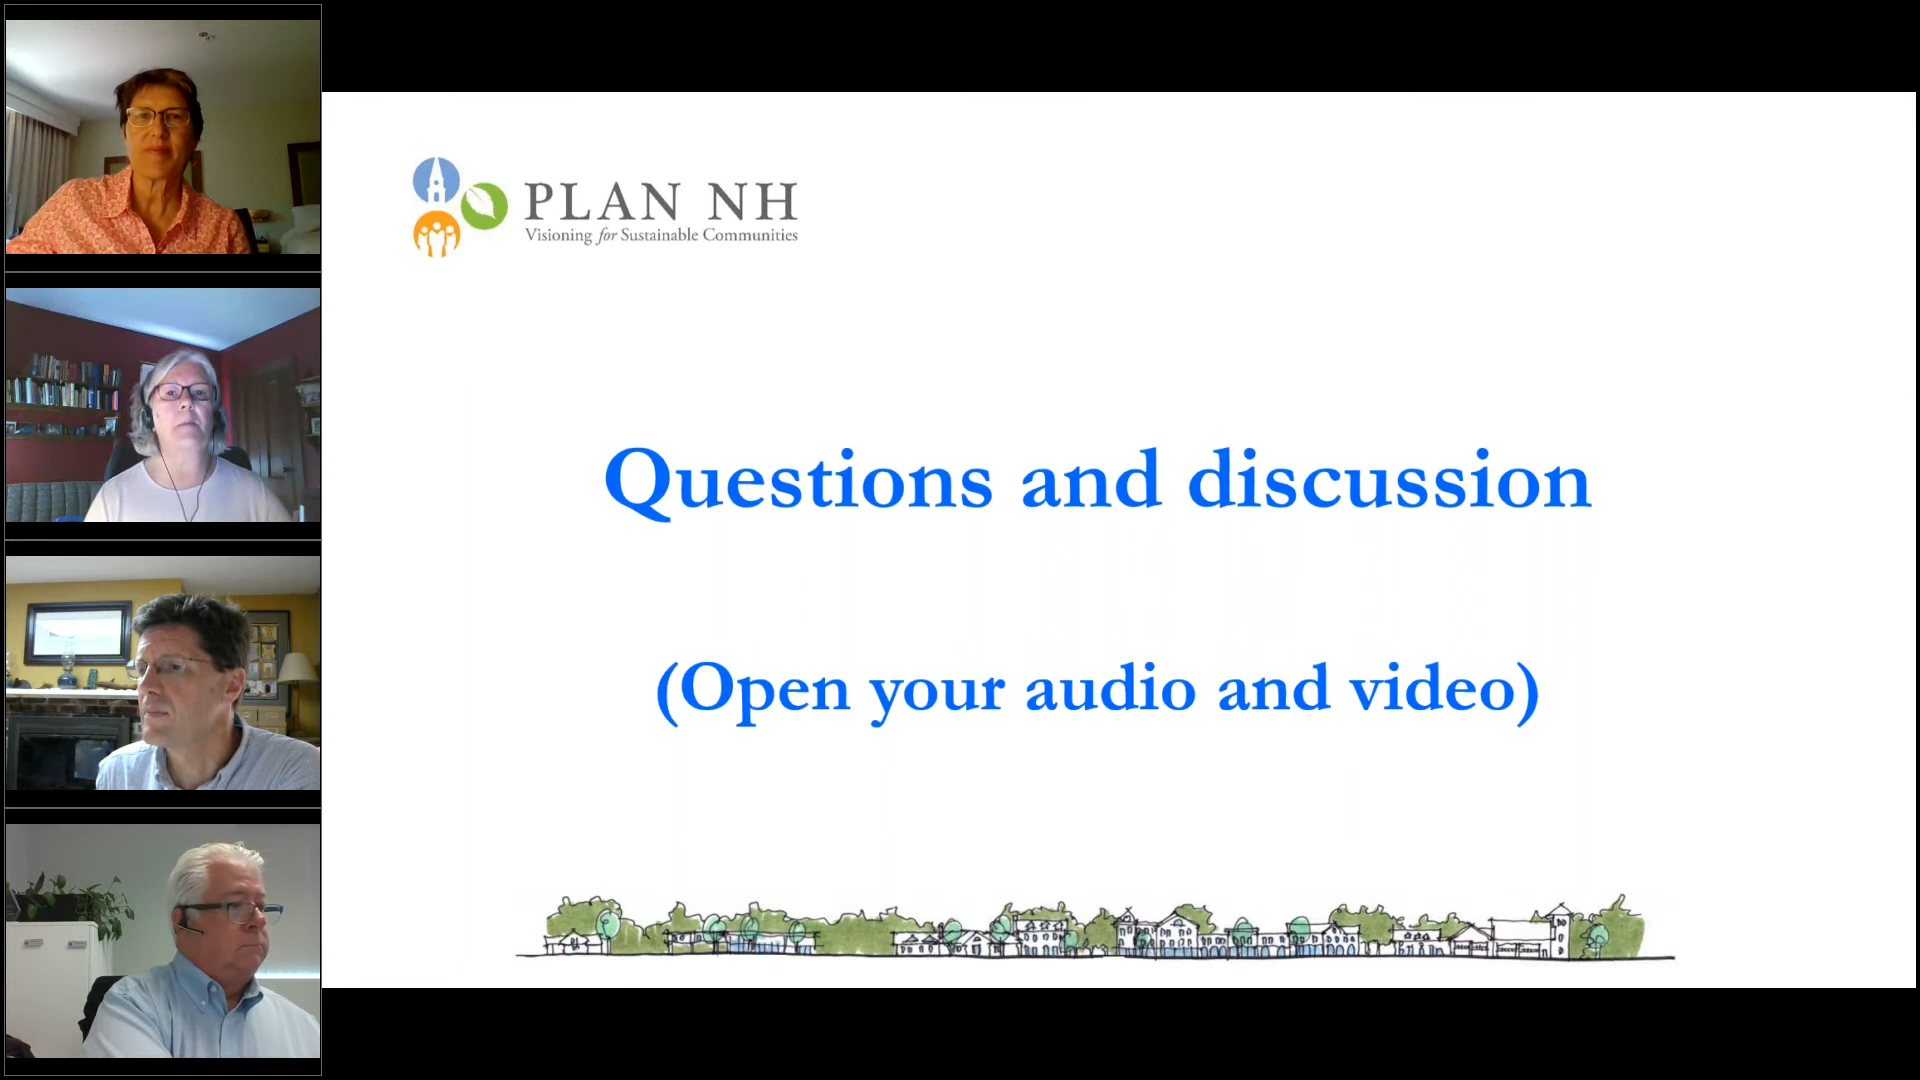 PLAN NH
Visioning for Sustainable Communities
Questions and discussion
(Open your audio and video)